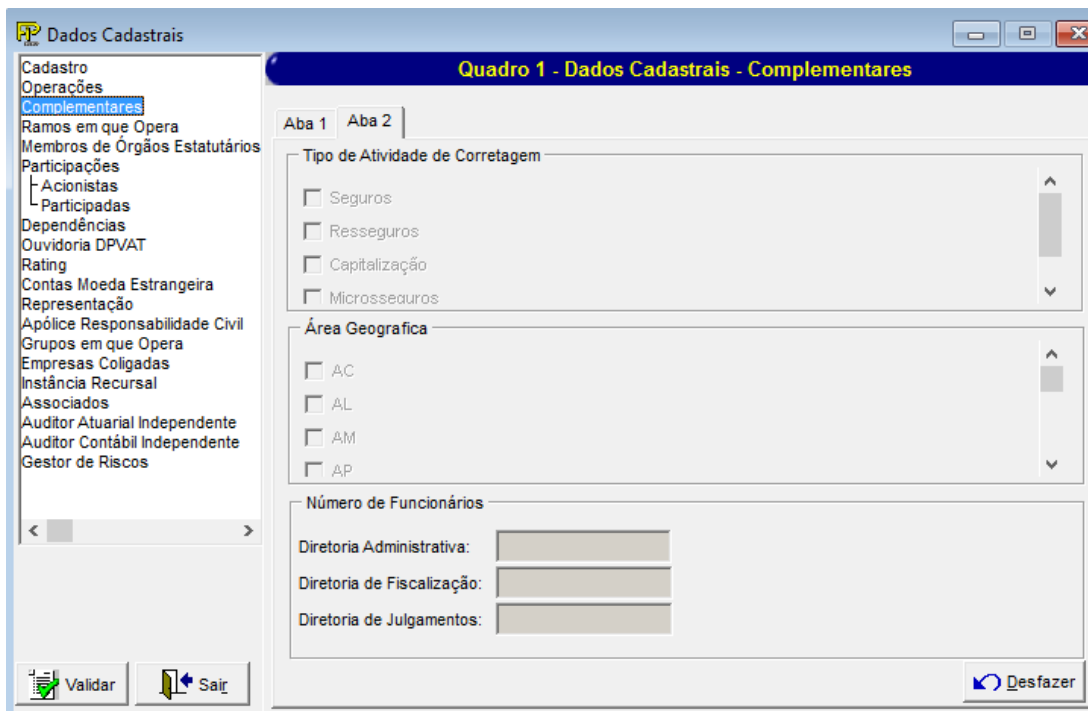 Dados Cadastrais
Cadastro
Operações
Complementares
Ramos em que Opera
Membros de Órgãos Estatutários
Participações
Acionistas
Participadas
Dependências
Ouvidoria DPVAT
Rating
Contas Moeda Estrangeira
Representação
Apólice Responsabilidade Civil
Grupos em que Opera
Empresas Coligadas
Instância Recursal
Associados
Auditor Atuarial Independente
Auditor Contábil Independente
Gestor de Riscos
Validar
Sair
Quadro 1 - Dados Cadastrais - Complementares
Aba 1 Aba 2
Tipo de Atividade de Corretagem
Seguros
Resseguros
Capitalização
Microsseguros
Área Geografica
AC
AL
AM
AP
Número de Funcionários
Diretoria Administrativa:
Diretoria de Fiscalização:
Diretoria de Julgamentos:
Desfazer